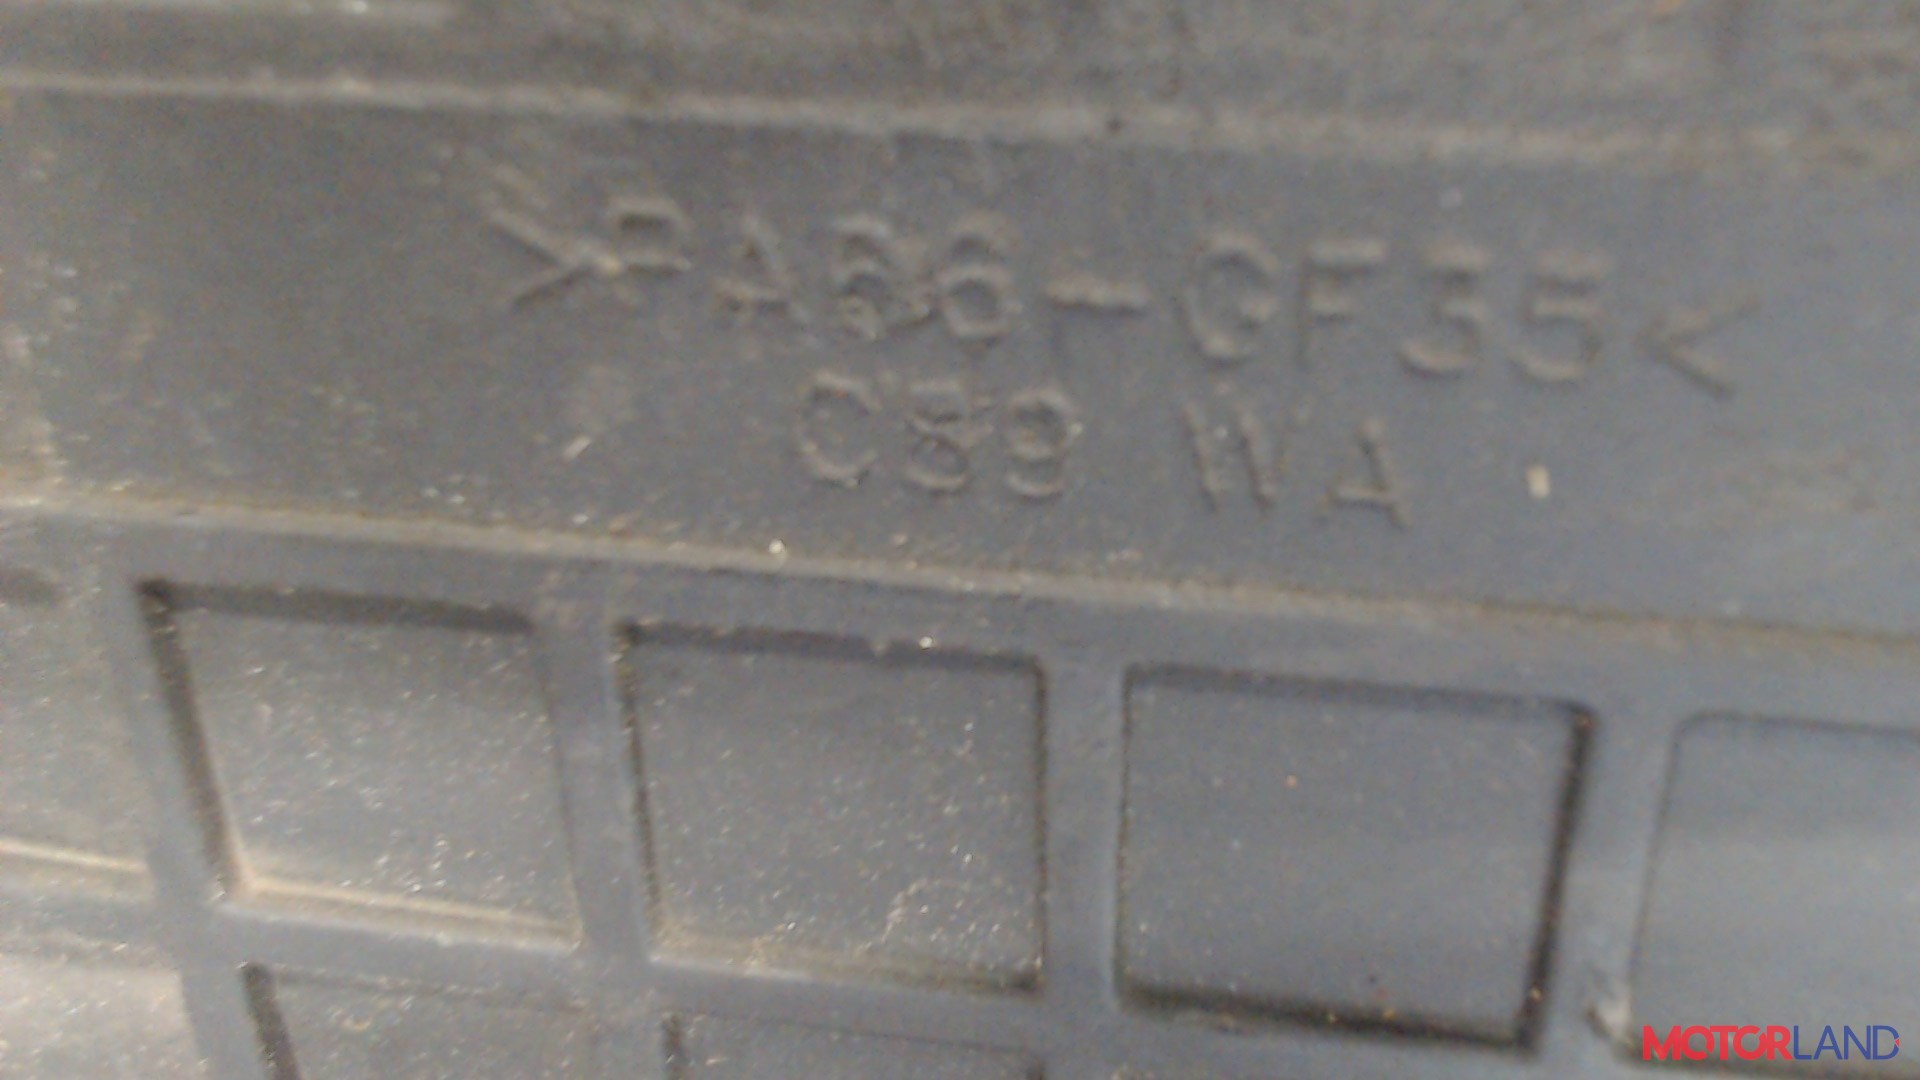 >PA66-GF35<
C89 WA
MOTORLAND